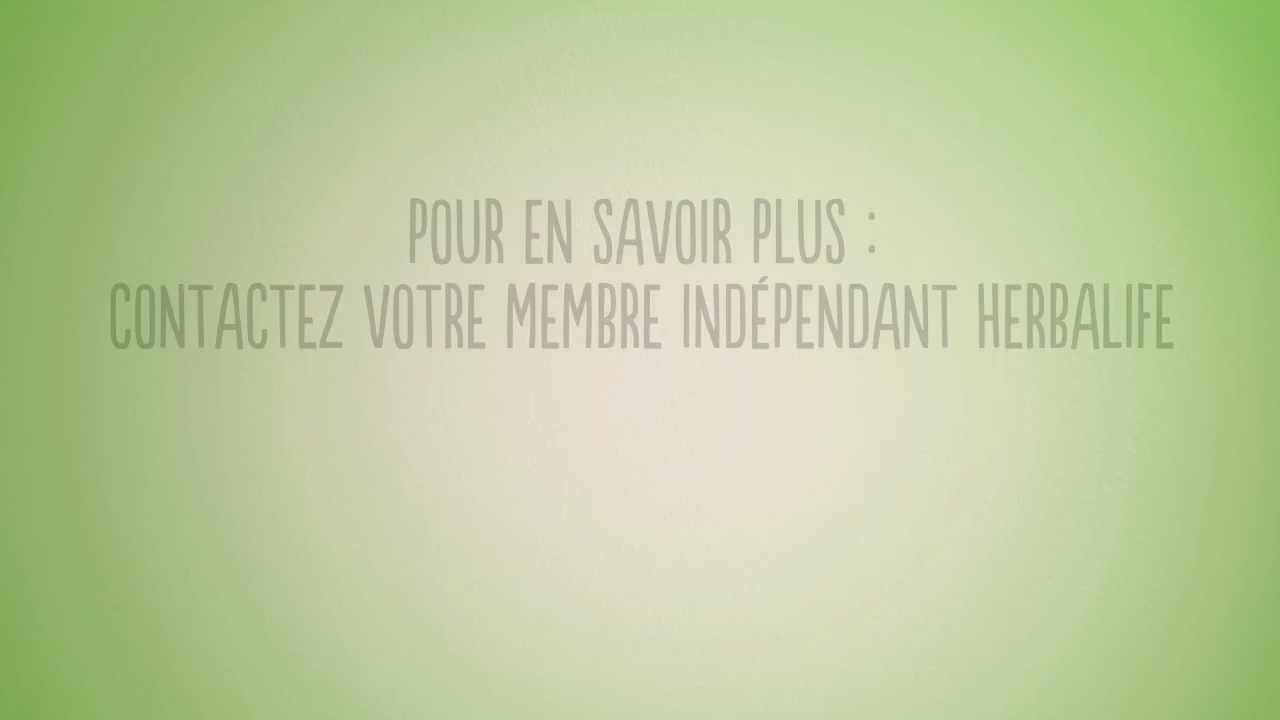 POUR EN SAVOIR PLUS :
CONTACTEZ VOTRE MEMBRE INDÉPENDANT HERBALIFE